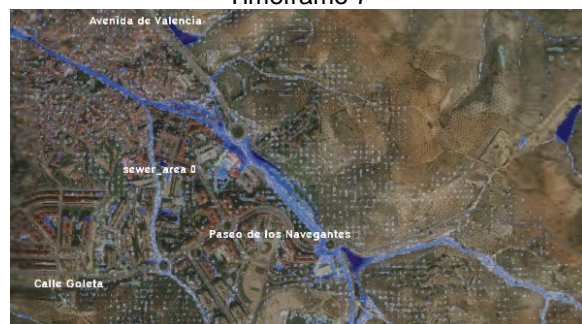 Timeframe 7
Avenida de Valencia
sewer_area 0
Paseo de los Navegantes
Calle Goleta